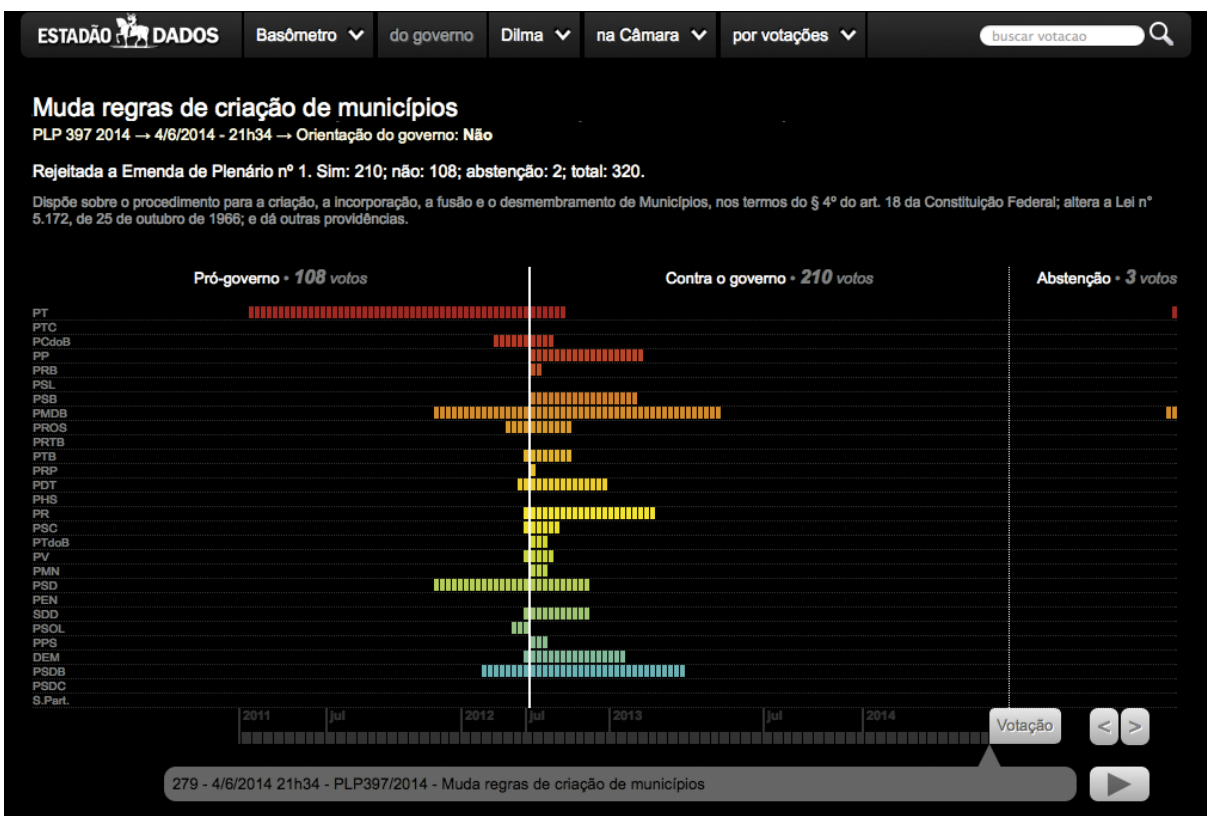 ESTADÃO DADOS Basômetro do governo Dilma na Câmara por votações buscar votacao
Muda regras de criação de municípios
PLP 397 2014 → 4/6/2014 - 21h34 → Orientação do governo: Não
Rejeitada a Emenda de Plenário nº 1. Sim: 210; não: 108; abstenção: 2; total: 320.
Dispõe sobre o procedimento para a criação, a incorporação, a fusão e o desmembramento de Municípios, nos termos do § 4º do art. 18 da Constituição Federal; altera a Lei n°
5.172, de 25 de outubro de 1966; e dá outras providências.
Pró-governo • 108 votos Contra o governo • 210 votos Abstenção • 3 votos
PT
PTC
PCdoB
PP
PRB
PSL
PSB
PMDB
PROS
PRTB
PTB
PRP
PDT
PHS
PR
PSC
PTdoB
PV
PMN
PSD
PEN
SDD
PSOL
PPS
DEM
PSDB
PSDC
S.Part.
2011 jul 2012 jul 2013 jul 2014 Votação < >
279 - 4/6/2014 21h34 - PLP397/2014 - Muda regras de criação de municípios